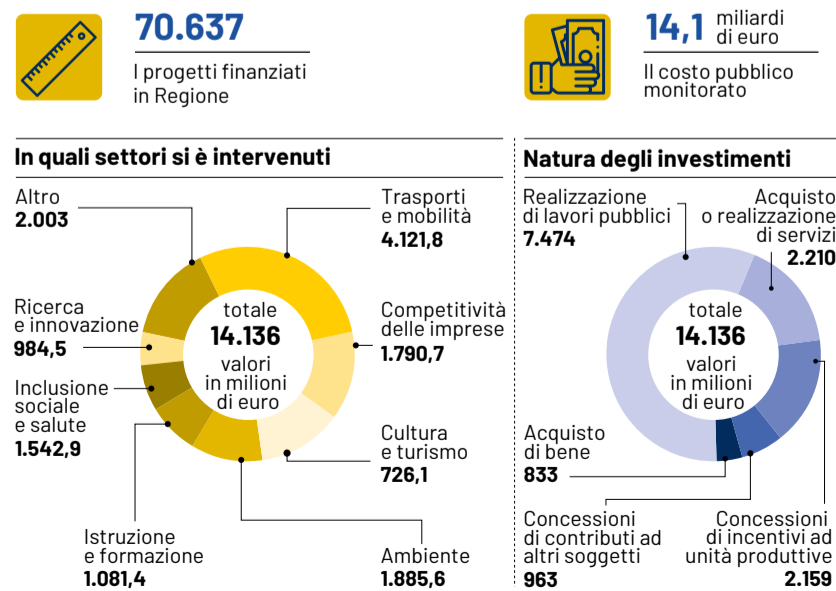 70.637
I progetti finanziati
in Regione
14,1 miliardi
di euro
Il costo pubblico
monitorato
In quali settori si è intervenuti
Altro
2.003
Trasporti
e mobilità
4.121,8
Ricerca
e innovazione
984,5
totale
14.136
valori
in milioni
di euro
Competitività
delle imprese
1.790,7
Inclusione
sociale
e salute
1.542,9
Cultura
e turismo
726,1
Istruzione
e formazione
1.081,4
Ambiente
1.885,6
Natura degli investimenti
Realizzazione
di lavori pubblici
7.474
Acquisto
o realizzazione
di servizi
2.210
totale
14.136
valori
in milioni
di euro
Acquisto
di bene
833
Concessioni
di contributi ad
altri soggetti
963
Concessioni
di incentivi ad
unità produttive
2.159